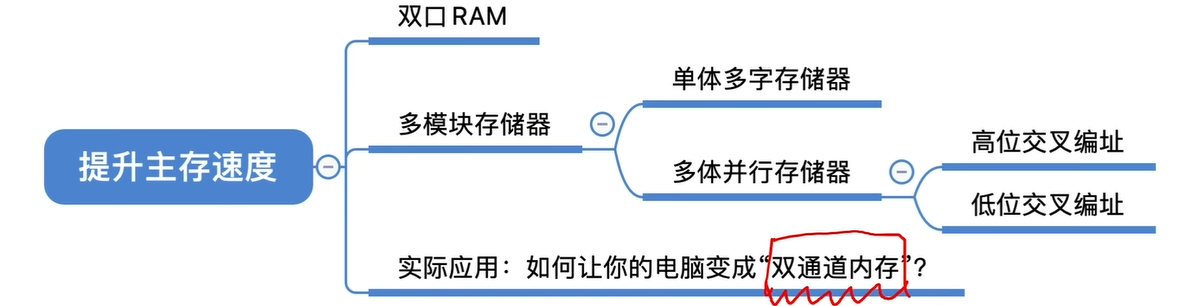 双口RAM
单体多字存储器
多模块存储器
高位交叉编址
提升主存速度
多体并行存储器
低位交叉编址
实际应用：如何让你的电脑变成“双通道内存”？